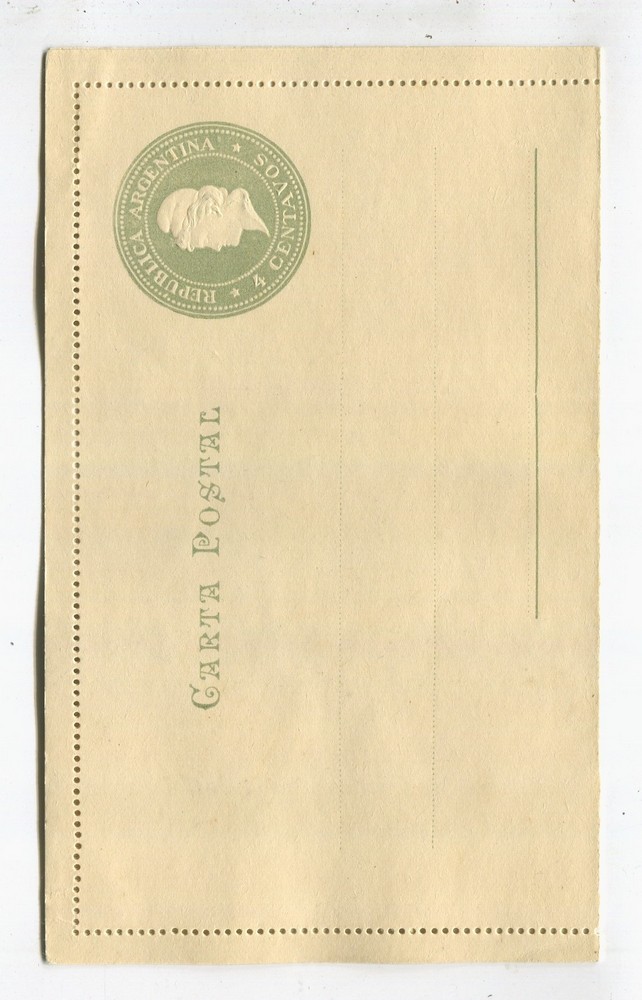 REPUBLICA ARGENTINA
4 CENTAVOS
CARTA POSTAL